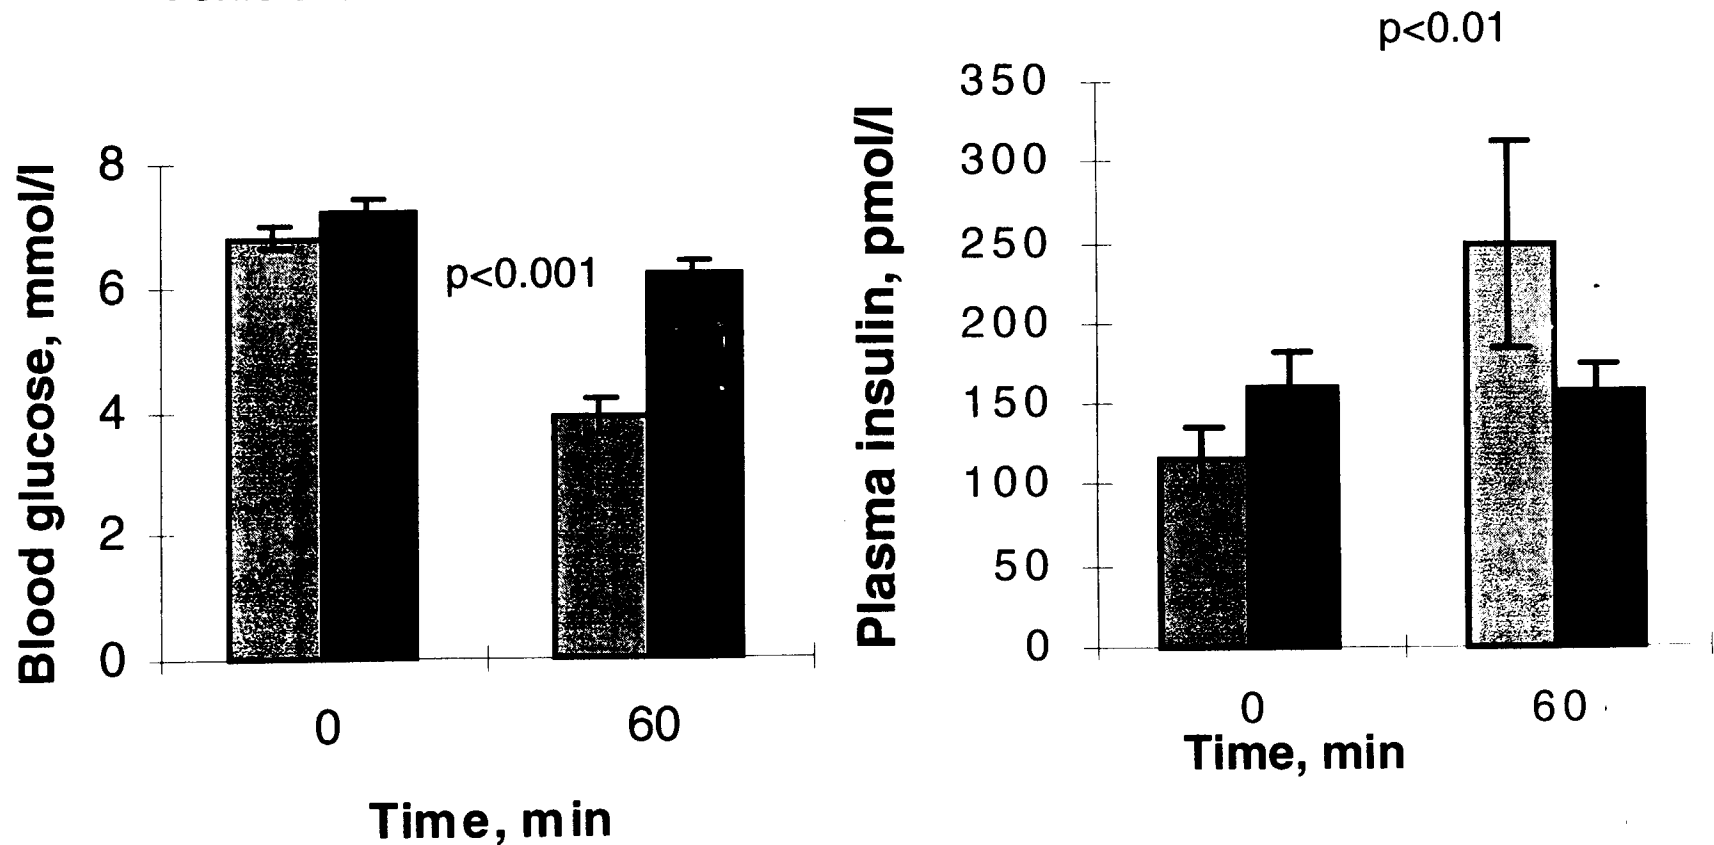 p<0.01
Blood glucose, mmol/l
8
6
4
2
0
p<0.001
0
60
Time, min
Plasma insulin, pmol/l
350
300
250
200
150
100
50
0
0
60
Time, min